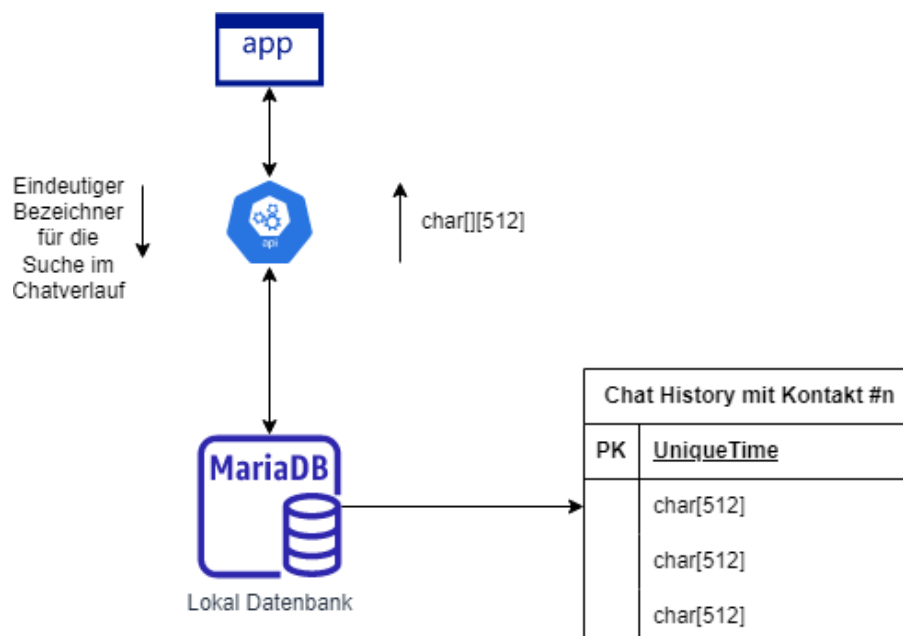 app
Eindeutiger
Bezeichner
für die
Suche im
Chatverlauf
api
char[][512]
MariaDB
Lokal Datenbank
Chat History mit Kontakt #n
PK UniqueTime
char[512]
char[512]
char[512]